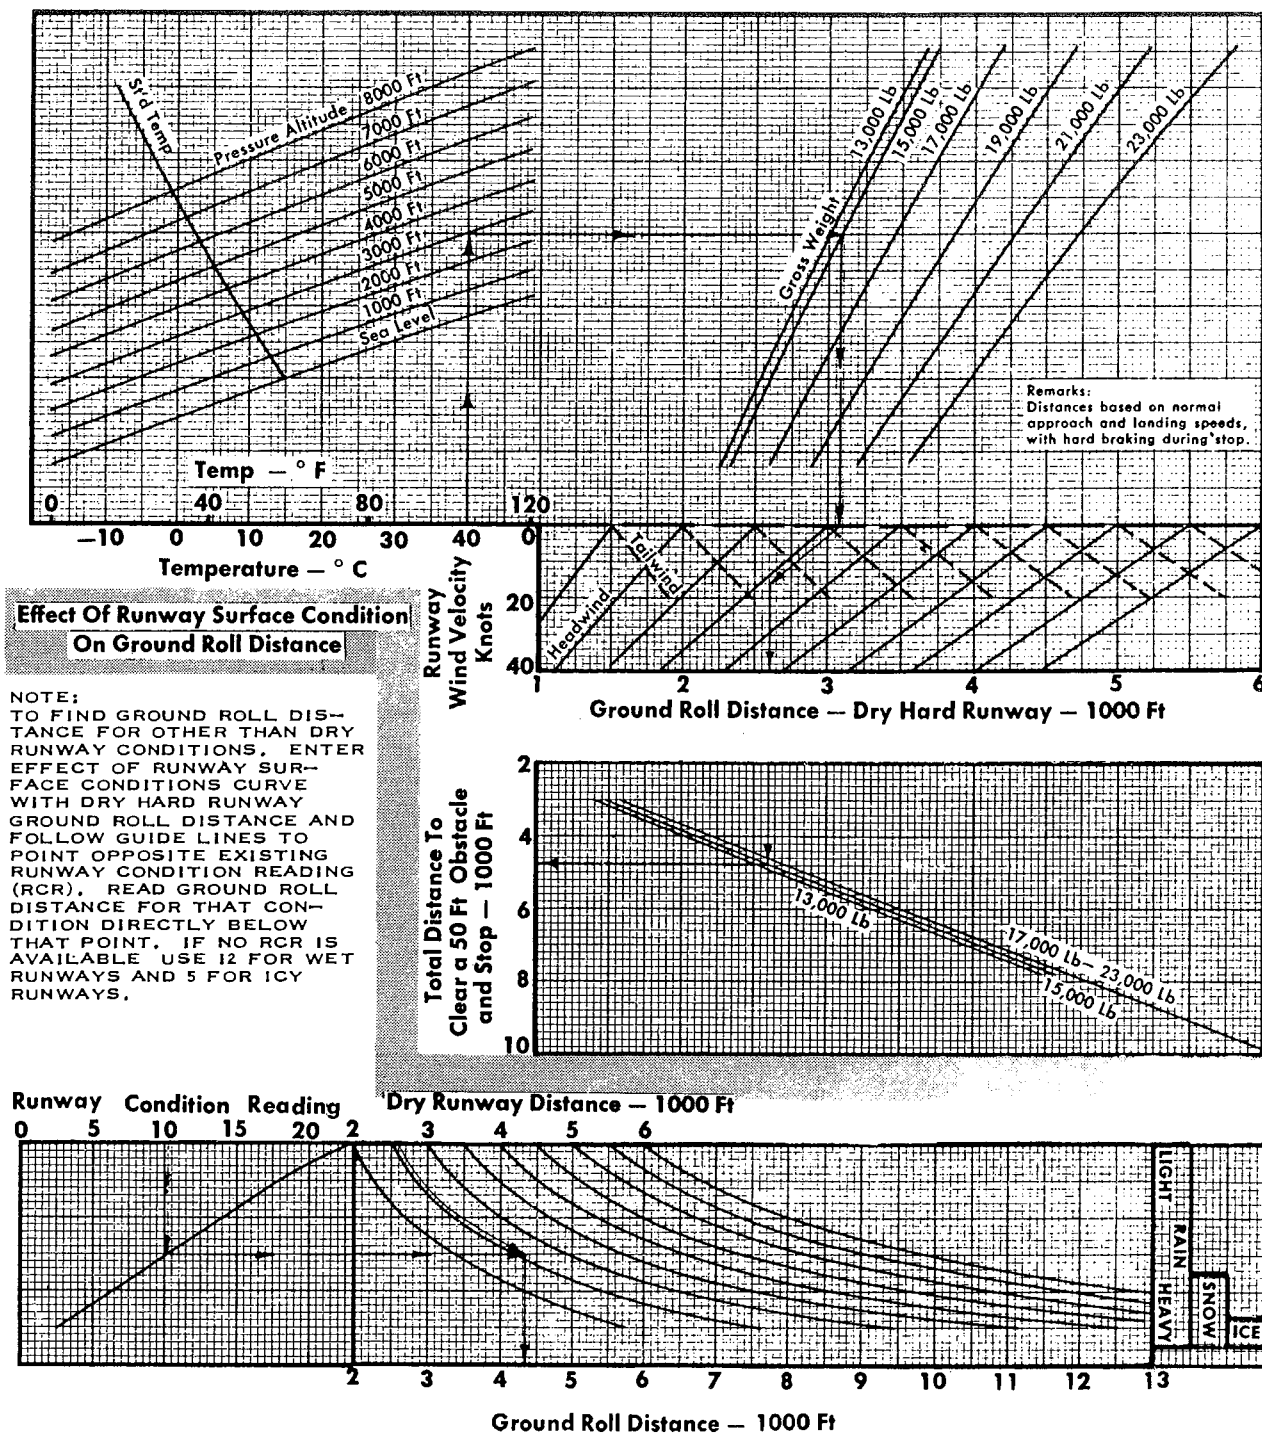 Std Temp
Pressure Altitude 8000 Ft
7000 Ft
6000 Ft
5000 Ft
4000 Ft
3000 Ft
2000 Ft
1000 Ft
Sea Level
Gross Weight
13,000 Lb
15,000 Lb
17,000 Lb
19,000 Lb
21,000 Lb
23,000 Lb
Remarks:
Distances based on normal
approach and landing speeds,
with hard braking during stop.
Temp — ° F
0 40 80 120
−10 0 10 20 30 40
Temperature — ° C
Runway
Wind Velocity
Knots
0
20
40
Headwind
Tailwind
1 2 3 4 5 6
Ground Roll Distance — Dry Hard Runway — 1000 Ft
Effect Of Runway Surface Condition
On Ground Roll Distance
NOTE:
TO FIND GROUND ROLL DIS—
TANCE FOR OTHER THAN DRY
RUNWAY CONDITIONS. ENTER
EFFECT OF RUNWAY SUR—
FACE CONDITIONS CURVE
WITH DRY HARD RUNWAY
GROUND ROLL DISTANCE AND
FOLLOW GUIDE LINES TO
POINT OPPOSITE EXISTING
RUNWAY CONDITION READING
(RCR). READ GROUND ROLL
DISTANCE FOR THAT CON—
DITION DIRECTLY BELOW
THAT POINT. IF NO RCR IS
AVAILABLE USE 12 FOR WET
RUNWAYS AND 5 FOR ICY
RUNWAYS.
Total Distance To
Clear a 50 Ft Obstacle
and Stop — 1000 Ft
2
4
6
8
10
13,000 Lb
17,000 Lb — 23,000 Lb
15,000 Lb
Runway Condition Reading
0 5 10 15 20
Dry Runway Distance — 1000 Ft
2 3 4 5 6
LIGHT RAIN HEAVY
SNOW
ICE
2 3 4 5 6 7 8 9 10 11 12 13
Ground Roll Distance — 1000 Ft